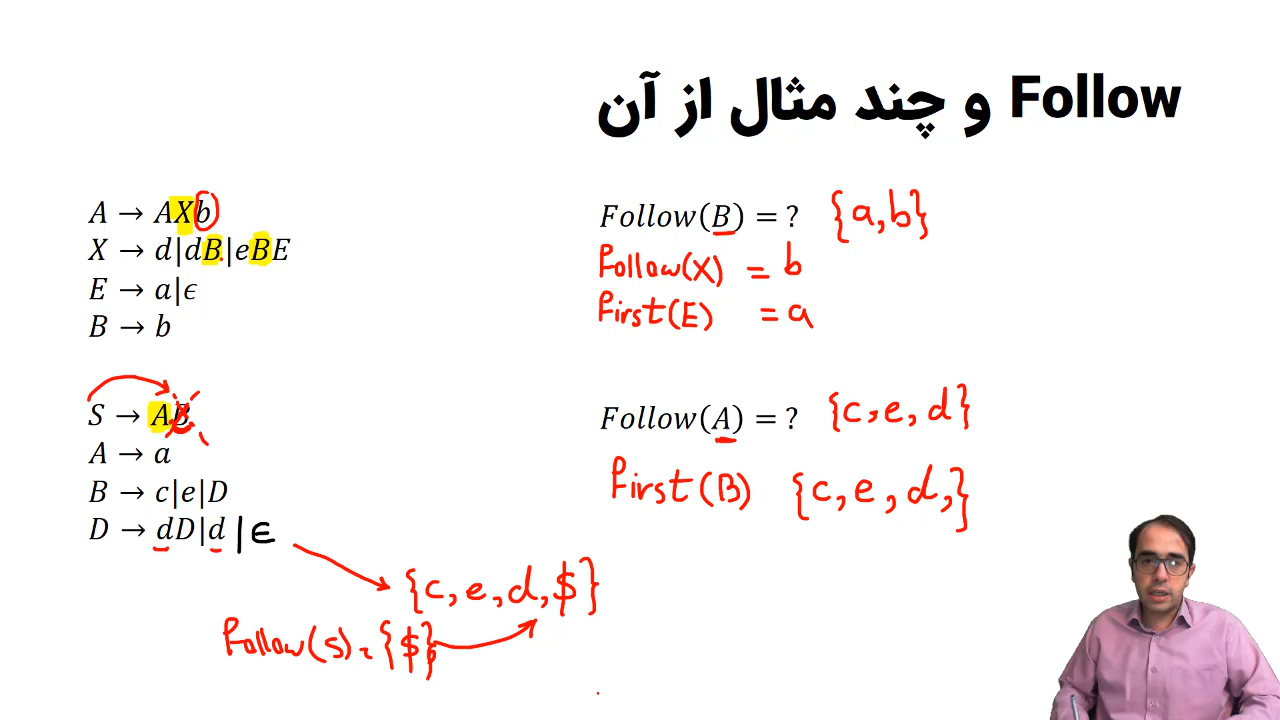 Follow و چند مثال از آن
A → AXb
X → d|dB|eBE
E → a|ϵ
B → b
Follow(B) = ? {a,b}
Follow(X) = b
First(E) = a
S → AB
A → a
B → c|e|D
D → dD|d |ϵ
Follow(A) = ? {c,e,d}
First(B) {c,e,d,}
{c,e,d,$}
Follow(S) = {$}